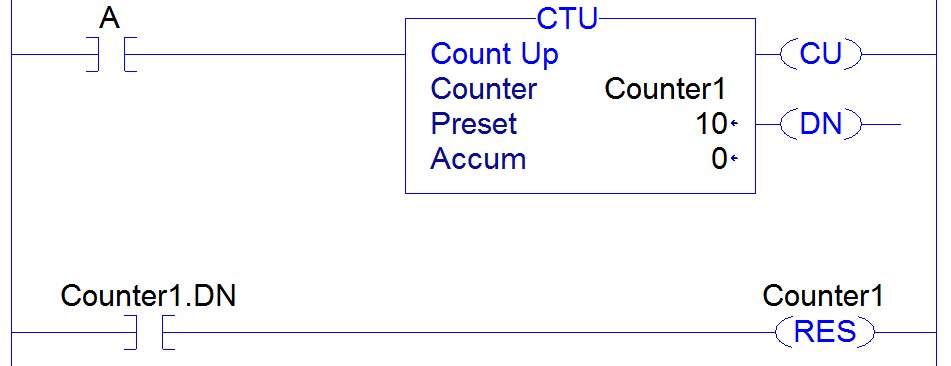 A
CTU
Count Up
CU
Counter Counter1
Preset 10
DN
Accum 0
Counter1.DN
Counter1
RES